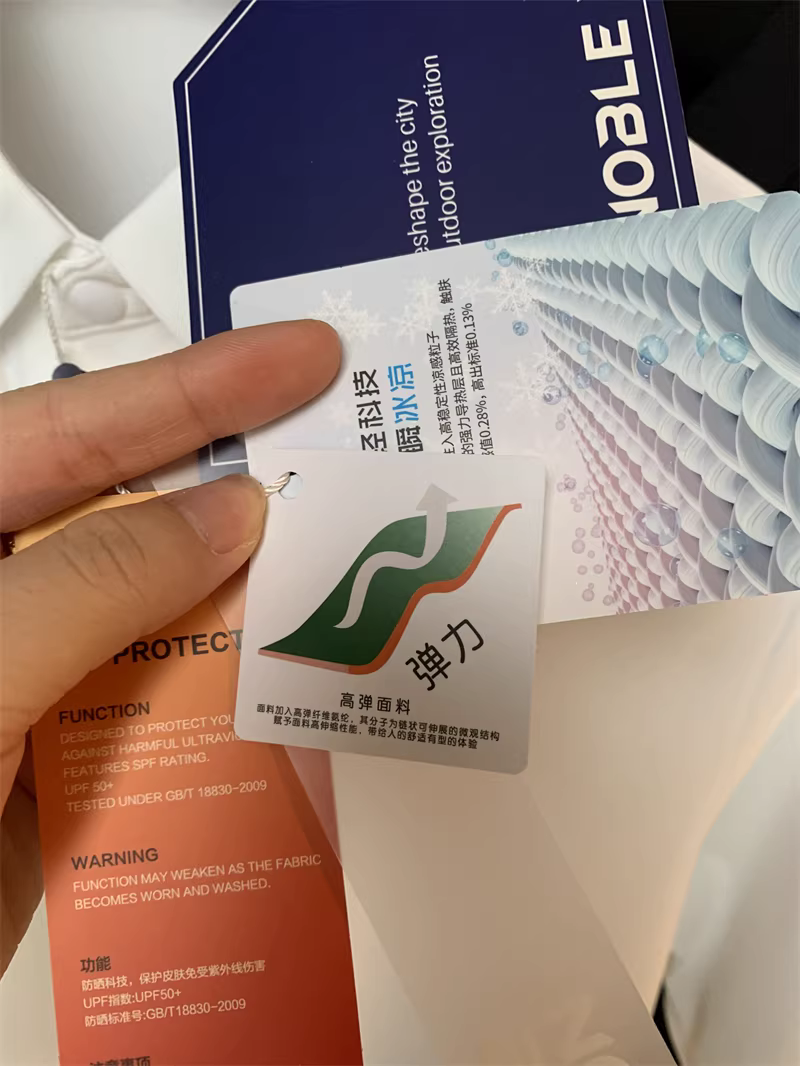 eshape the city
utdoor exploration
NOBLE
科技
瞬冰凉
入高稳定性凉感粒子
的强力导热层且高效隔热，触肤
值0.28%，高出标准0.13%
弹力
高弹面料
面料加入高弹纤维氨纶，其分子为链状可伸展的微观结构
赋予面料高伸缩性能，带给人的舒适有型的体验
PROTECT
FUNCTION
DESIGNED TO PROTECT YOU
AGAINST HARMFUL ULTRAVI
FEATURES SPF RATING.
UPF 50+
TESTED UNDER GB/T 18830-2009
WARNING
FUNCTION MAY WEAKEN AS THE FABRIC
BECOMES WORN AND WASHED.
功能
防晒科技，保护皮肤免受紫外线伤害
UPF指数:UPF50+
防晒标准号:GB/T18830-2009
注意事项